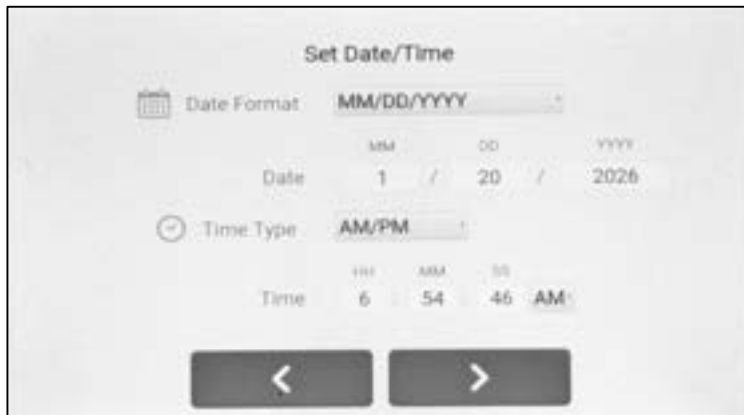 Set Date/Time
Date Format MM/DD/YYYY
MM DD YYYY
Date 1 / 20 / 2026
Time Type AM/PM
HH MM SS
Time 6 54 46 AM